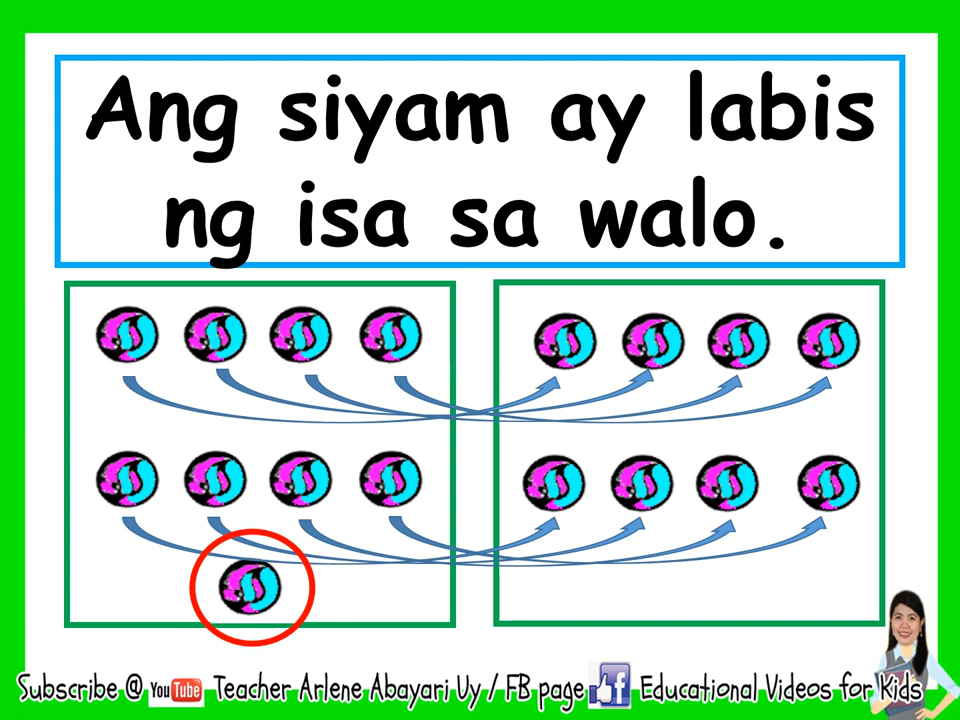 Ang siyam ay labis
ng isa sa walo.
Subscribe @ YouTube Teacher Arlene Abayari Uy / FB page Educational Videos for Kids